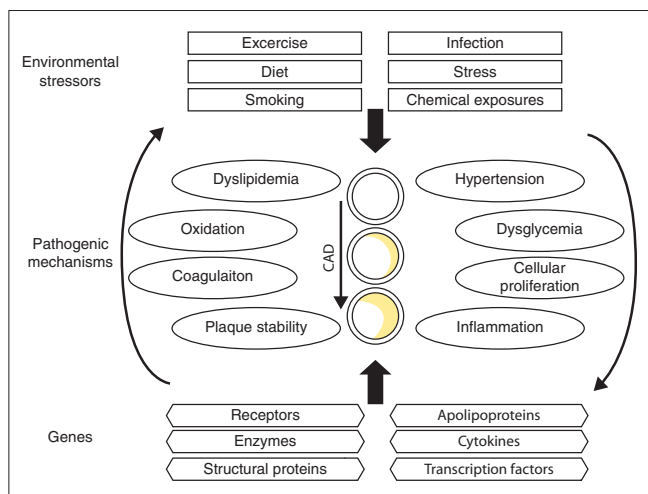 Environmental
stressors
Excercise
Infection
Diet
Stress
Smoking
Chemical exposures
Pathogenic
mechanisms
Dyslipidemia
Hypertension
Oxidation
Dysglycemia
CAD
Coagulaiton
Cellular
proliferation
Plaque stability
Inflammation
Genes
Receptors
Apolipoproteins
Enzymes
Cytokines
Structural proteins
Transcription factors